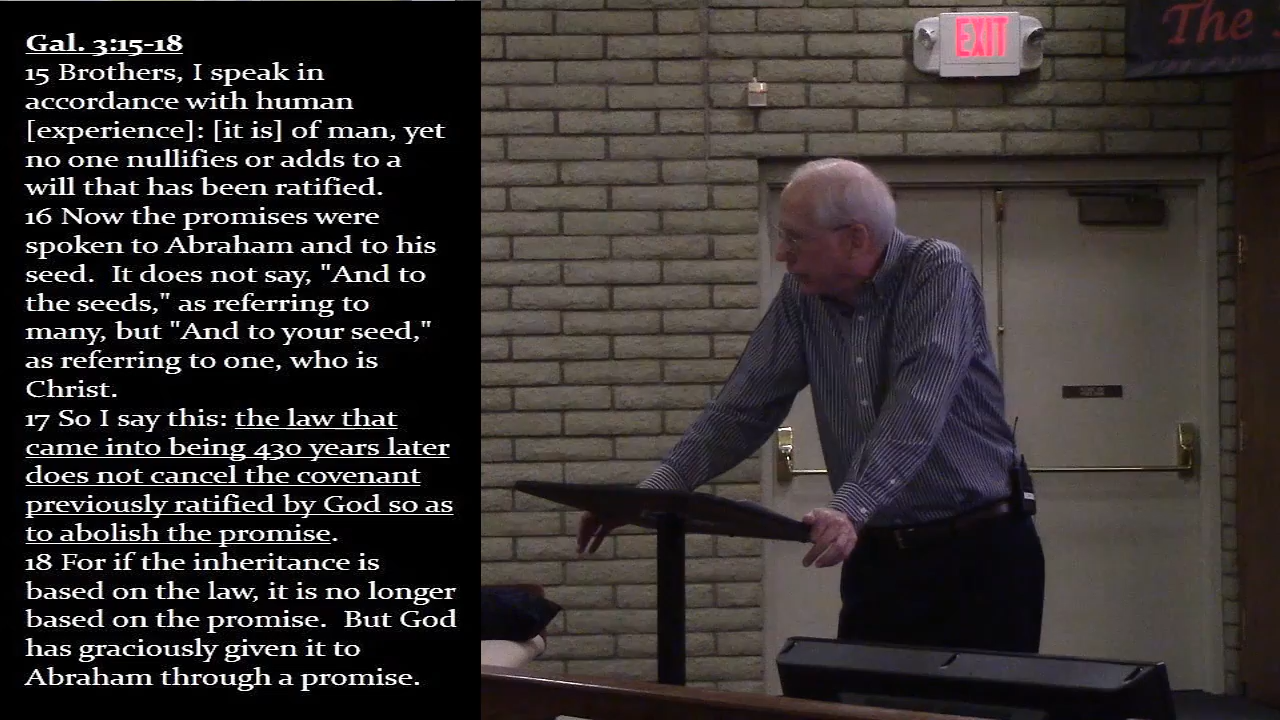 Gal. 3:15-18
15 Brothers, I speak in
accordance with human
[experience]: [it is] of man, yet
no one nullifies or adds to a
will that has been ratified.
16 Now the promises were
spoken to Abraham and to his
seed.  It does not say, "And to
the seeds," as referring to
many, but "And to your seed,"
as referring to one, who is
Christ.
17 So I say this: the law that
came into being 430 years later
does not cancel the covenant
previously ratified by God so as
to abolish the promise.
18 For if the inheritance is
based on the law, it is no longer
based on the promise.  But God
has graciously given it to
Abraham through a promise.
EXIT
The